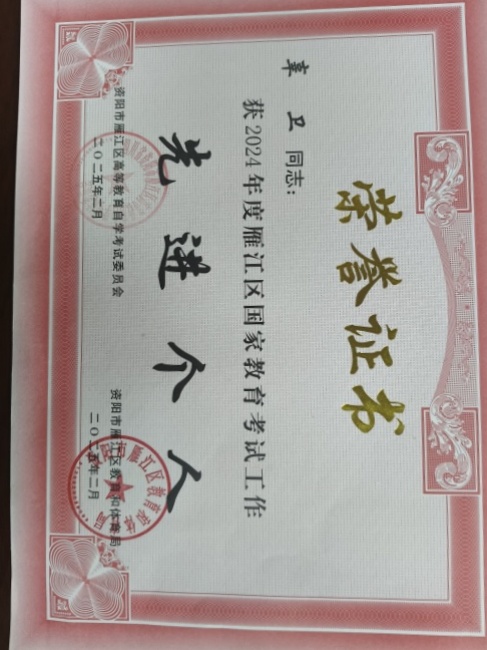 荣誉证书
辜卫 同志：
获2024年度雁江区国家教育考试工作
先进个人
资阳市雁江区高等教育自学考试委员会
二〇二五年二月
资阳市雁江区教育和体育局
二〇二五年二月